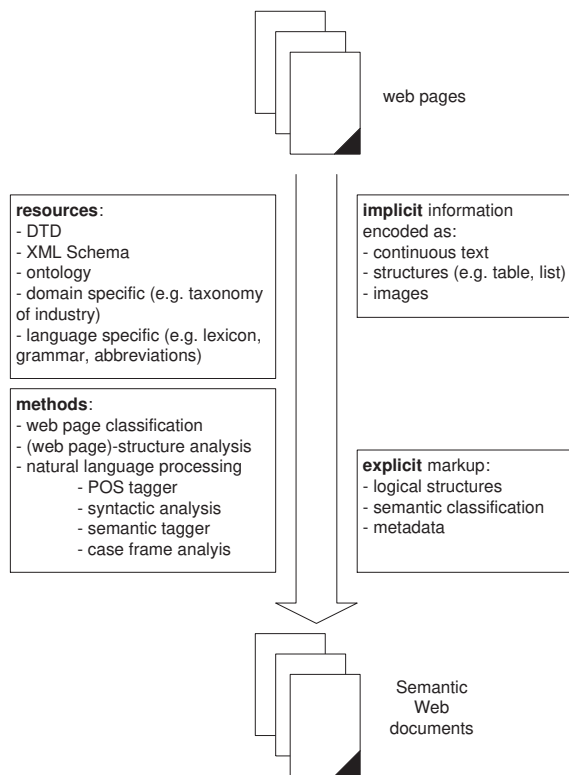 web pages
resources:
- DTD
- XML Schema
- ontology
- domain specific (e.g. taxonomy
of industry)
- language specific (e.g. lexicon,
grammar, abbreviations)
implicit information
encoded as:
- continuous text
- structures (e.g. table, list)
- images
methods:
- web page classification
- (web page)-structure analysis
- natural language processing
- POS tagger
- syntactic analysis
- semantic tagger
- case frame analyis
explicit markup:
- logical structures
- semantic classification
- metadata
Semantic
Web
documents